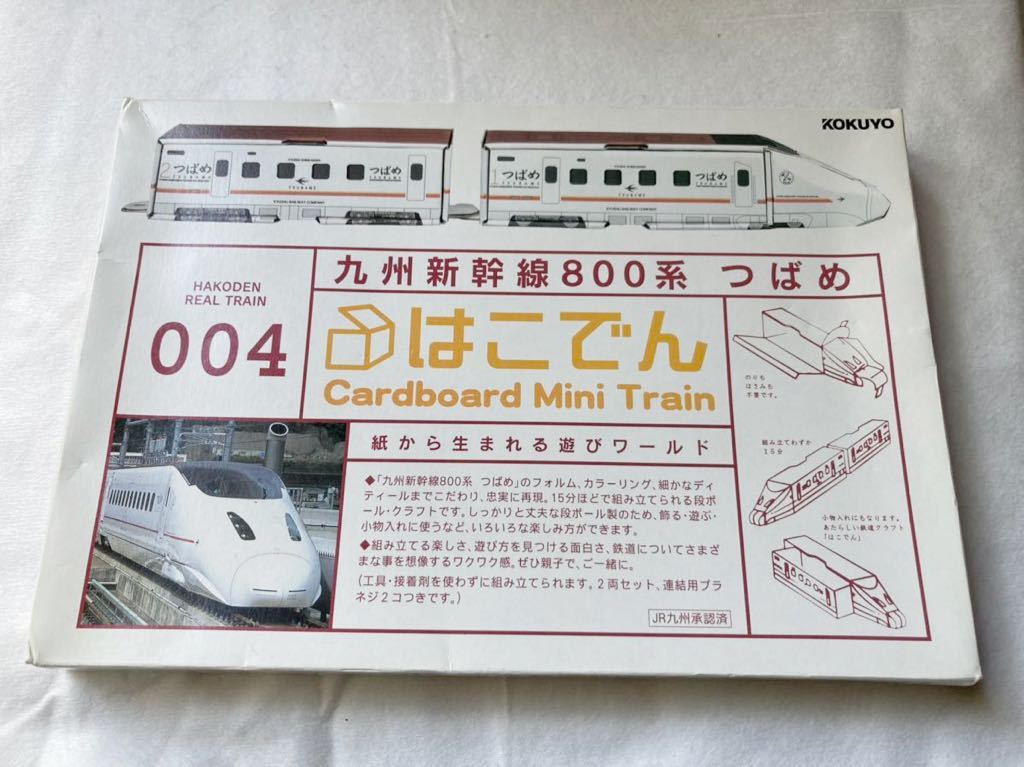 KOKUYO
2 つばめ
TSUBAME
TSUBAME
つばめ
TSUBAME
KYUSHU RAILWAY COMPANY
1 つばめ
TSUBAME
TSUBAME
つばめ
TSUBAME
KYUSHU RAILWAY COMPANY
HAKODEN
REAL TRAIN
004
九州新幹線800系 つばめ
はこでん
Cardboard Mini Train
紙から生まれる遊びワールド
◆「九州新幹線800系 つばめ」のフォルム、カラーリング、細かなディ
ティールまでこだわり、忠実に再現。15分ほどで組み立てられる段ボ
ール・クラフトです。しっかりと丈夫な段ボール製のため、飾る・遊ぶ・
小物入れに使うなど、いろいろな楽しみ方ができます。
◆組み立てる楽しさ、遊び方を見つける面白さ、鉄道についてさまざ
まな事を想像するワクワク感。ぜひ親子で、ご一緒に。
(工具・接着剤を使わずに組み立てられます。2両セット、連結用プラ
ネジ2コつきです。)
JR九州承認済
のりも
はさみも
不要です。
組み立てわずか
15分
小物入れにもなります。
あたらしい鉄道クラフト
「はこでん」